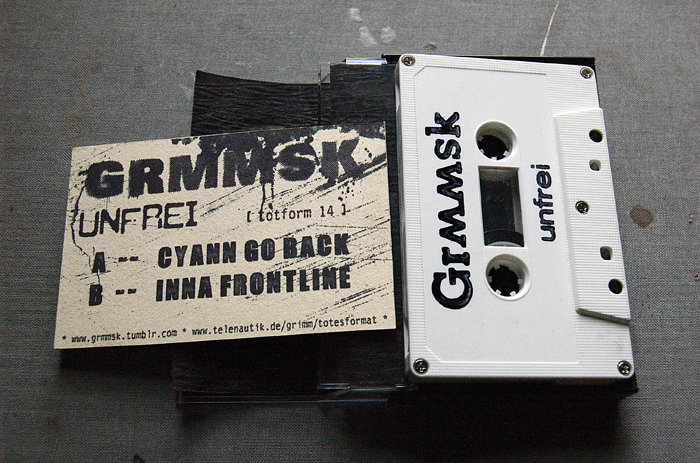 GRMMSK
UNFREI [ totform 14 ]
A -- CYANN GO BACK
B -- INNA FRONTLINE
* www.grmmsk.tumblr.com * www.telenautik.de/grimm/totesformat *
Grmmsk
unfrei